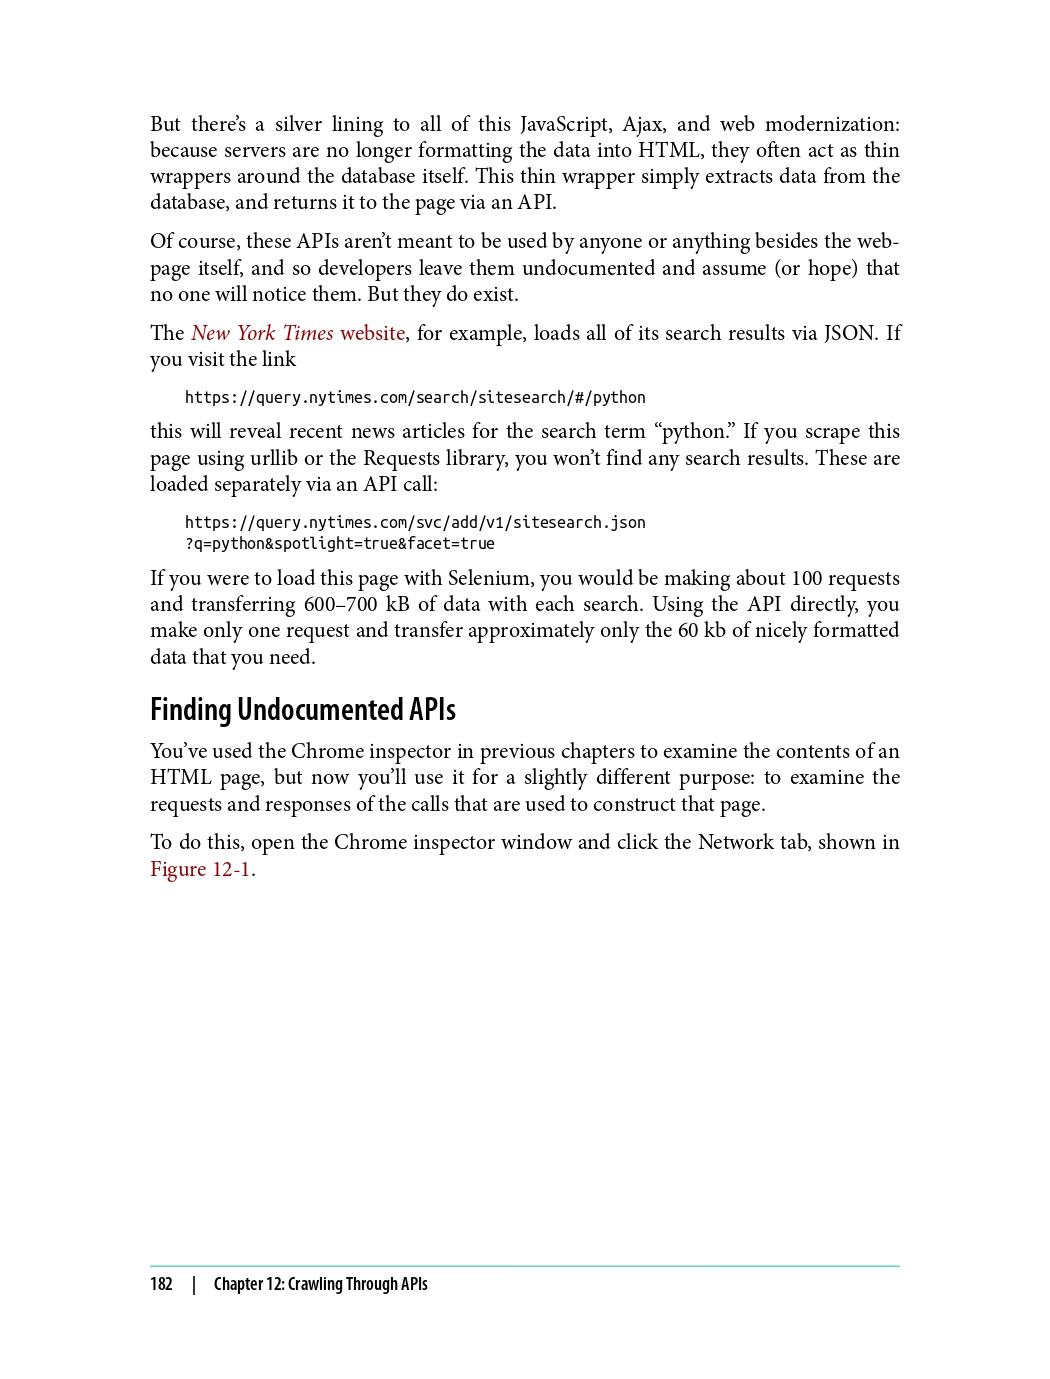 But there’s a silver lining to all of this JavaScript, Ajax, and web modernization:
because servers are no longer formatting the data into HTML, they often act as thin
wrappers around the database itself. This thin wrapper simply extracts data from the
database, and returns it to the page via an API.
Of course, these APIs aren’t meant to be used by anyone or anything besides the web-
page itself, and so developers leave them undocumented and assume (or hope) that
no one will notice them. But they do exist.
The New York Times website, for example, loads all of its search results via JSON. If
you visit the link
https://query.nytimes.com/search/sitesearch/#/python
this will reveal recent news articles for the search term “python.” If you scrape this
page using urllib or the Requests library, you won’t find any search results. These are
loaded separately via an API call:
https://query.nytimes.com/svc/add/v1/sitesearch.json
?q=python&spotlight=true&facet=true
If you were to load this page with Selenium, you would be making about 100 requests
and transferring 600–700 kB of data with each search. Using the API directly, you
make only one request and transfer approximately only the 60 kb of nicely formatted
data that you need.
Finding Undocumented APIs
You’ve used the Chrome inspector in previous chapters to examine the contents of an
HTML page, but now you’ll use it for a slightly different purpose: to examine the
requests and responses of the calls that are used to construct that page.
To do this, open the Chrome inspector window and click the Network tab, shown in
Figure 12-1.
182 | Chapter 12: Crawling Through APIs